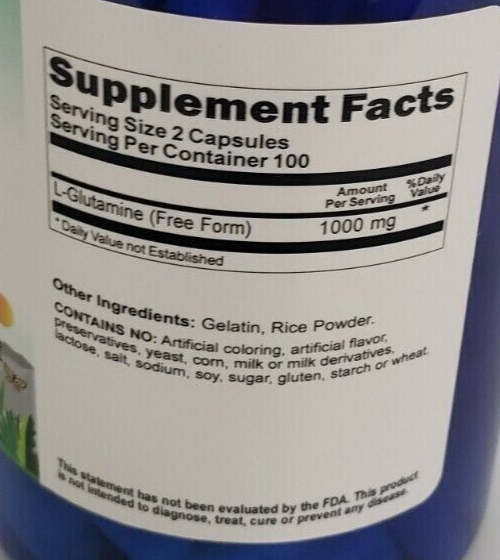 Supplement Facts
Serving Size 2 Capsules
Serving Per Container 100
Amount Per Serving %Daily Value
L-Glutamine (Free Form) 1000 mg *
* Daily Value not Established
Other Ingredients: Gelatin, Rice Powder.
CONTAINS NO: Artificial coloring, artificial flavor,
preservatives, yeast, corn, milk or milk derivatives,
lactose, salt, sodium, soy, sugar, gluten, starch or wheat.
This statement has not been evaluated by the FDA. This product
is not intended to diagnose, treat, cure or prevent any disease.